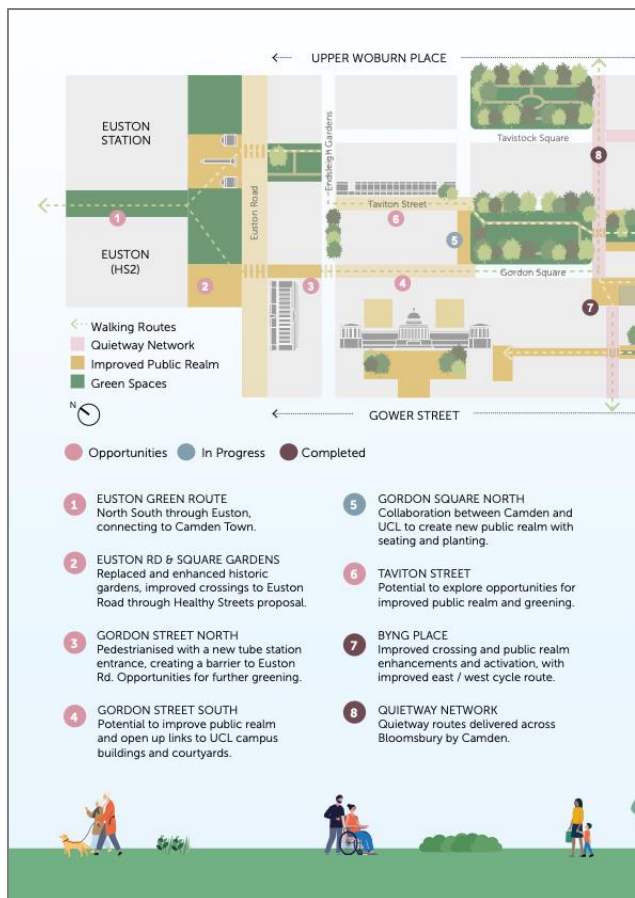 UPPER WOBURN PLACE
EUSTON
STATION
Endsleigh Gardens
Tavistock Square
8
Euston Road
Taviton Street
1
6
5
EUSTON
(HS2)
Gordon Square
2
3
4
7
Walking Routes
Quietway Network
Improved Public Realm
Green Spaces
N
GOWER STREET
Opportunities
In Progress
Completed
1
EUSTON GREEN ROUTE
North South through Euston,
connecting to Camden Town.
2
EUSTON RD & SQUARE GARDENS
Replaced and enhanced historic
gardens, improved crossings to Euston
Road through Healthy Streets proposal.
3
GORDON STREET NORTH
Pedestrianised with a new tube station
entrance, creating a barrier to Euston
Rd. Opportunities for further greening.
4
GORDON STREET SOUTH
Potential to improve public realm
and open up links to UCL campus
buildings and courtyards.
5
GORDON SQUARE NORTH
Collaboration between Camden and
UCL to create new public realm with
seating and planting.
6
TAVITON STREET
Potential to explore opportunities for
improved public realm and greening.
7
BYNG PLACE
Improved crossing and public realm
enhancements and activation, with
improved east / west cycle route.
8
QUIETWAY NETWORK
Quietway routes delivered across
Bloomsbury by Camden.